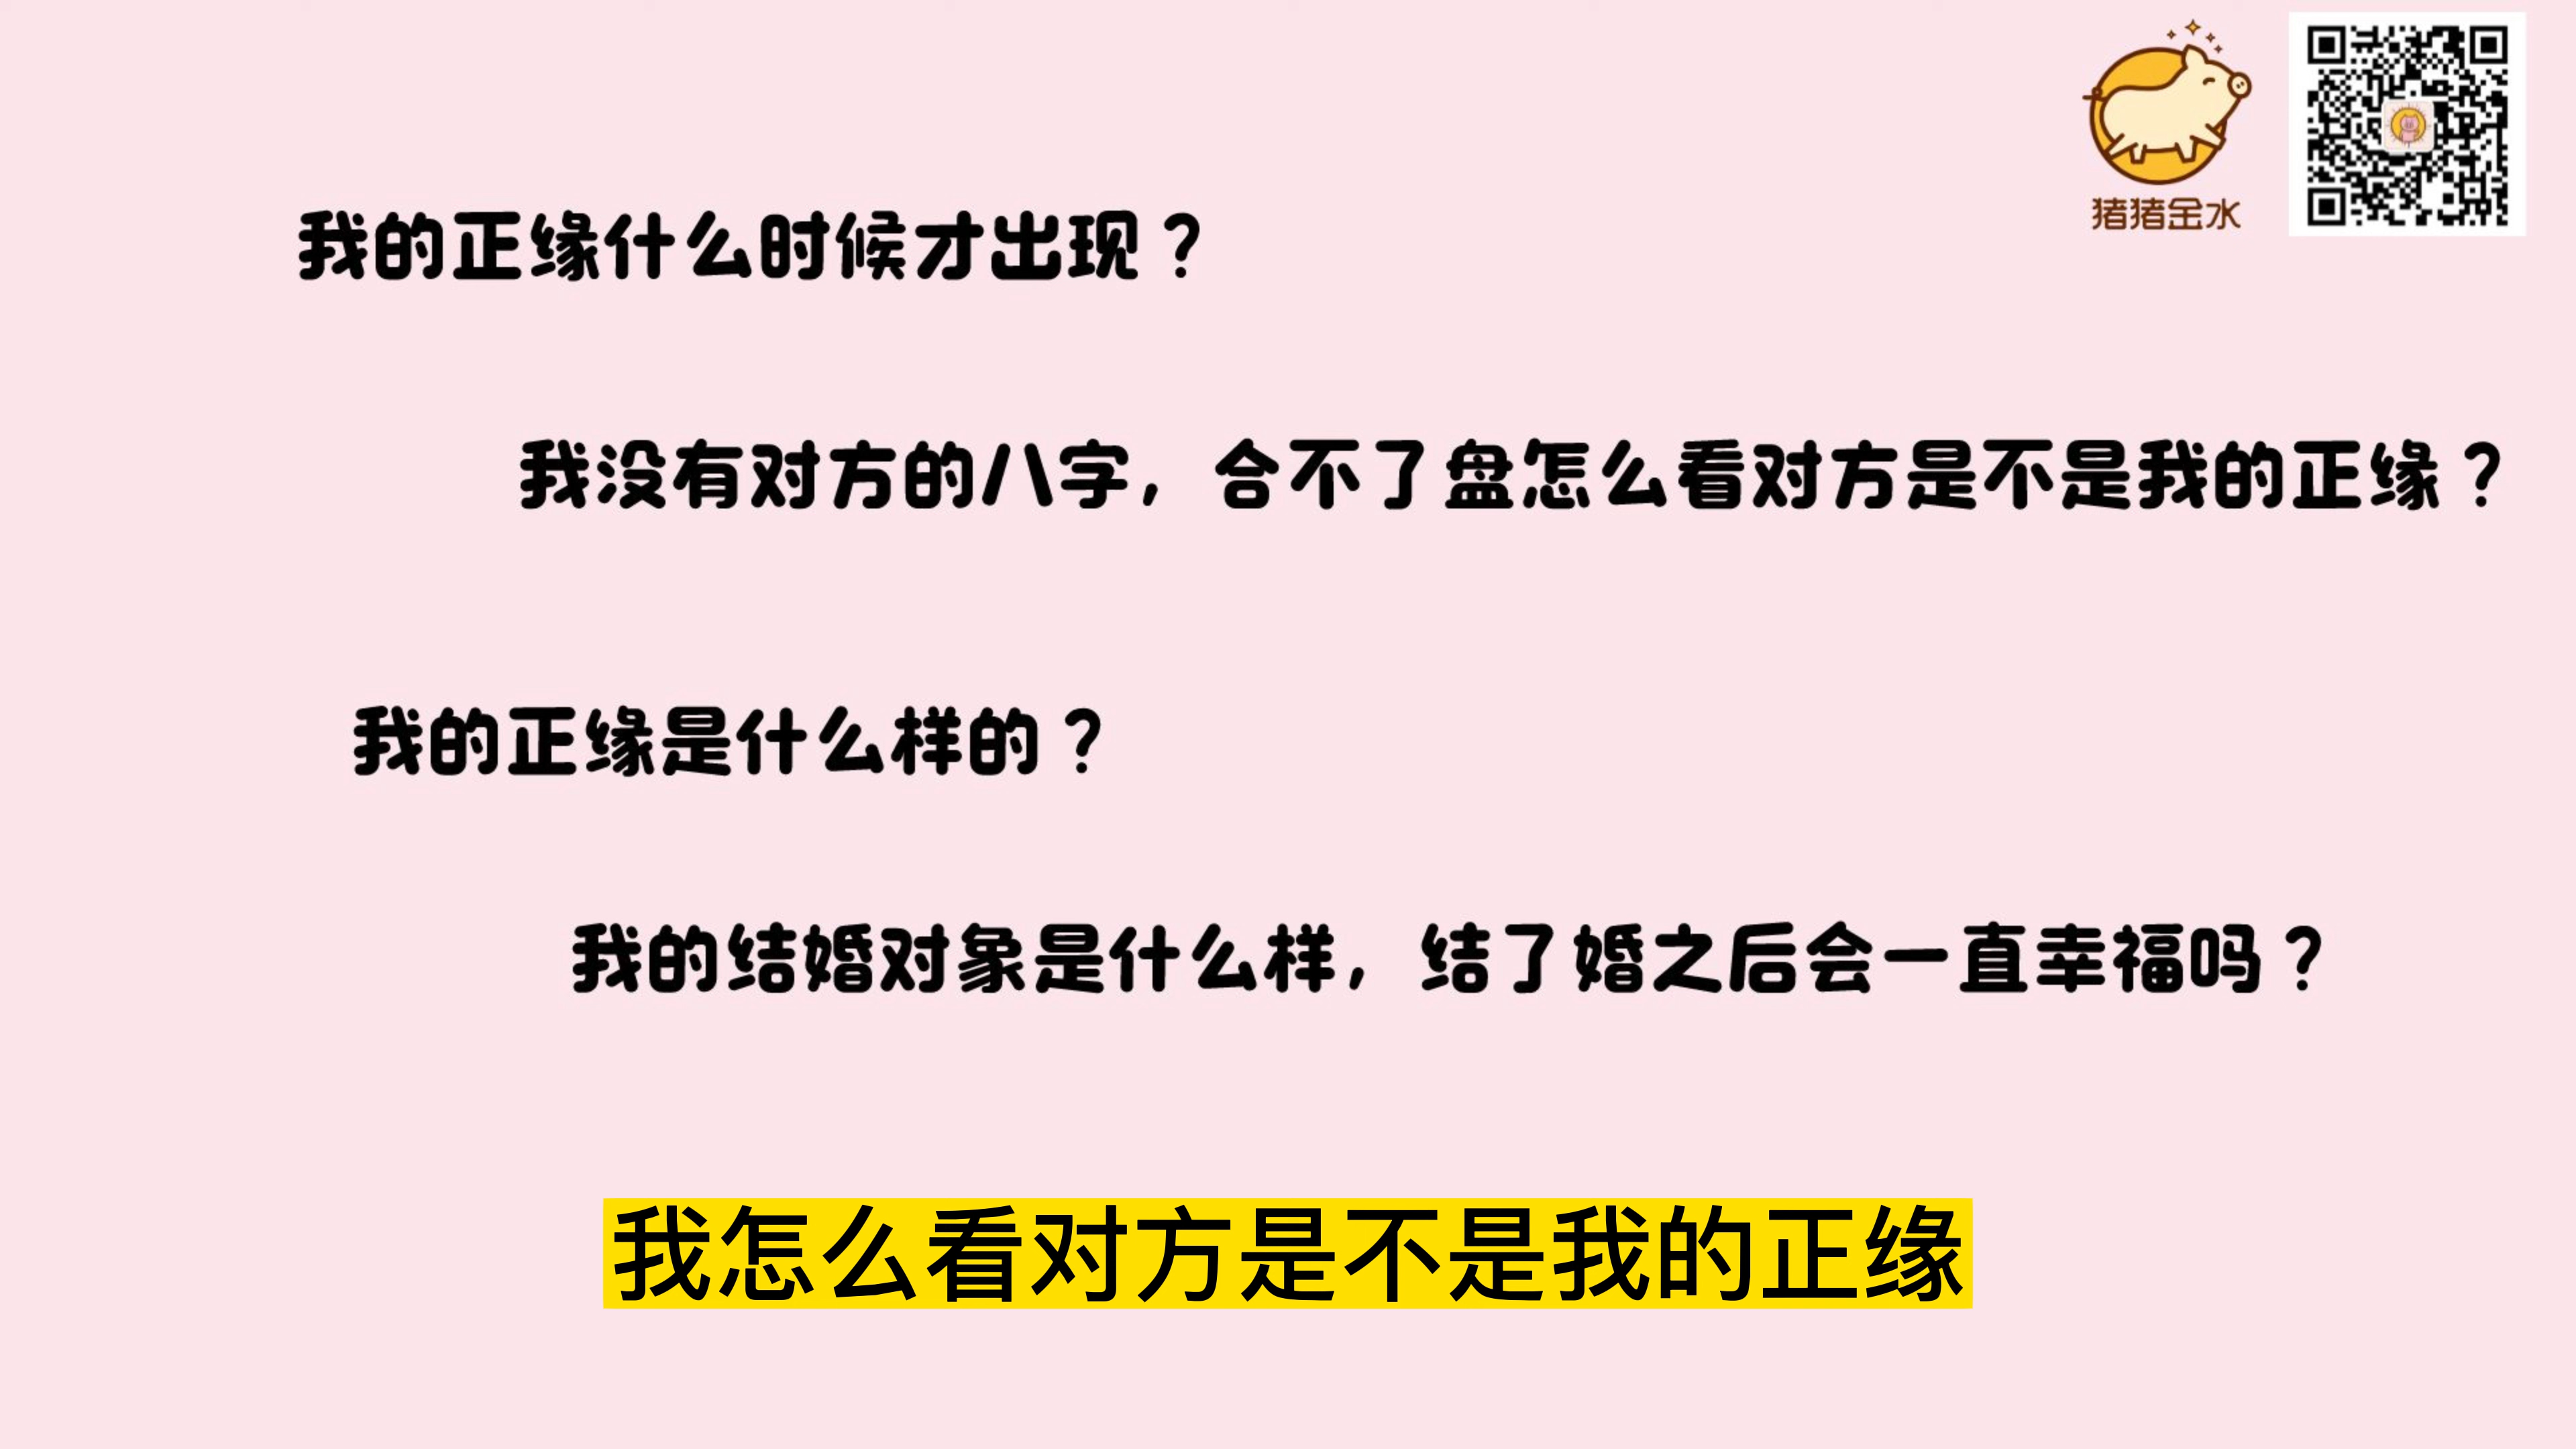 猪猪金水
我的正缘什么时候才出现？
我没有对方的八字，合不了盘怎么看对方是不是我的正缘？
我的正缘是什么样的？
我的结婚对象是什么样，结了婚之后会一直幸福吗？
我怎么看对方是不是我的正缘